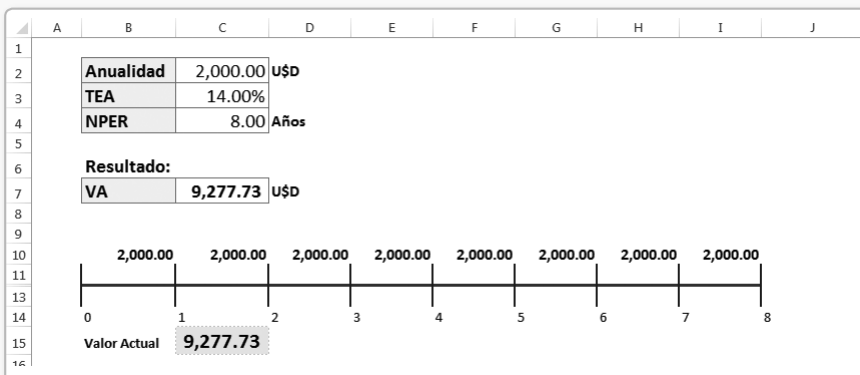 A B C D E F G H I J
1
2 Anualidad 2,000.00 U$D
3 TEA 14.00%
4 NPER 8.00 Años
5
6 Resultado:
7 VA 9,277.73 U$D
8
9
10 2,000.00 2,000.00 2,000.00 2,000.00 2,000.00 2,000.00 2,000.00 2,000.00
11
13
14 0 1 2 3 4 5 6 7 8
15 Valor Actual 9,277.73
16